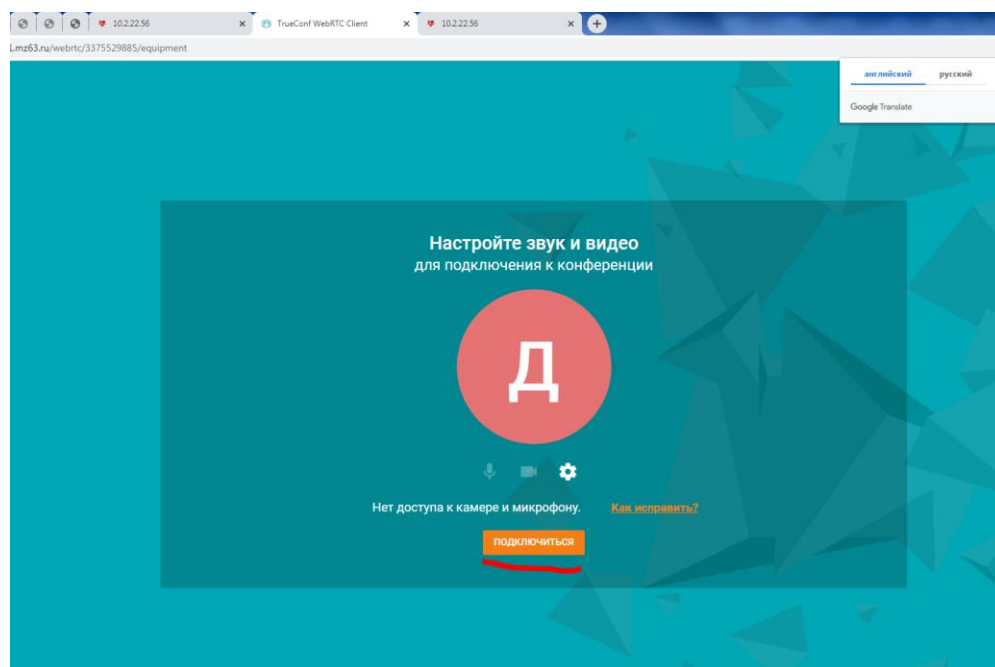 10.2.22.56
TrueConf WebRTC Client
10.2.22.56
.mz63.ru/webrtc/3375529885/equipment
английский
русский
Google Translate
Настройте звук и видео
для подключения к конференции
Д
Нет доступа к камере и микрофону.
Как исправить?
ПОДКЛЮЧИТЬСЯ